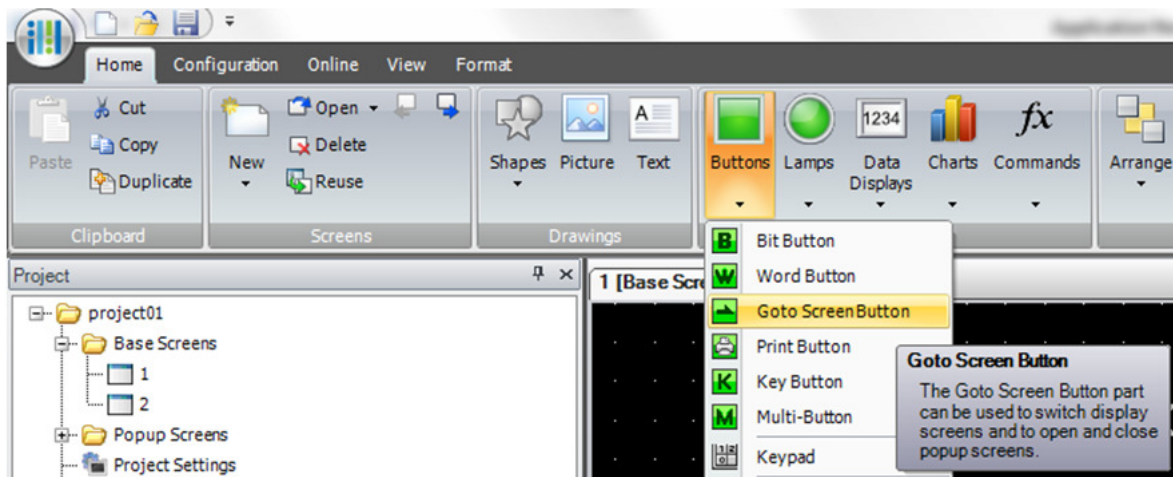 Home Configuration Online View Format
Cut
Copy
Paste
Duplicate
Clipboard
New
Open
Delete
Reuse
Screens
Shapes Picture Text
Drawings
Buttons Lamps Data Displays Charts Commands
Arrange
Project
project01
Base Screens
1
2
Popup Screens
Project Settings
1 [Base Scre
B Bit Button
W Word Button
Goto Screen Button
Print Button
K Key Button
M Multi-Button
Keypad
1234
fx
A
Goto Screen Button
The Goto Screen Button part
can be used to switch display
screens and to open and close
popup screens.